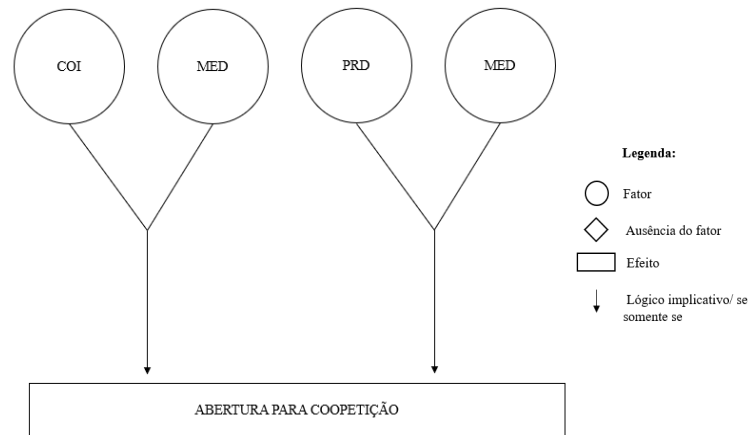 COI
MED
PRD
MED
Legenda:
Fator
Ausência do fator
Efeito
Lógico implicativo/ se
somente se
ABERTURA PARA COOPETIÇÃO